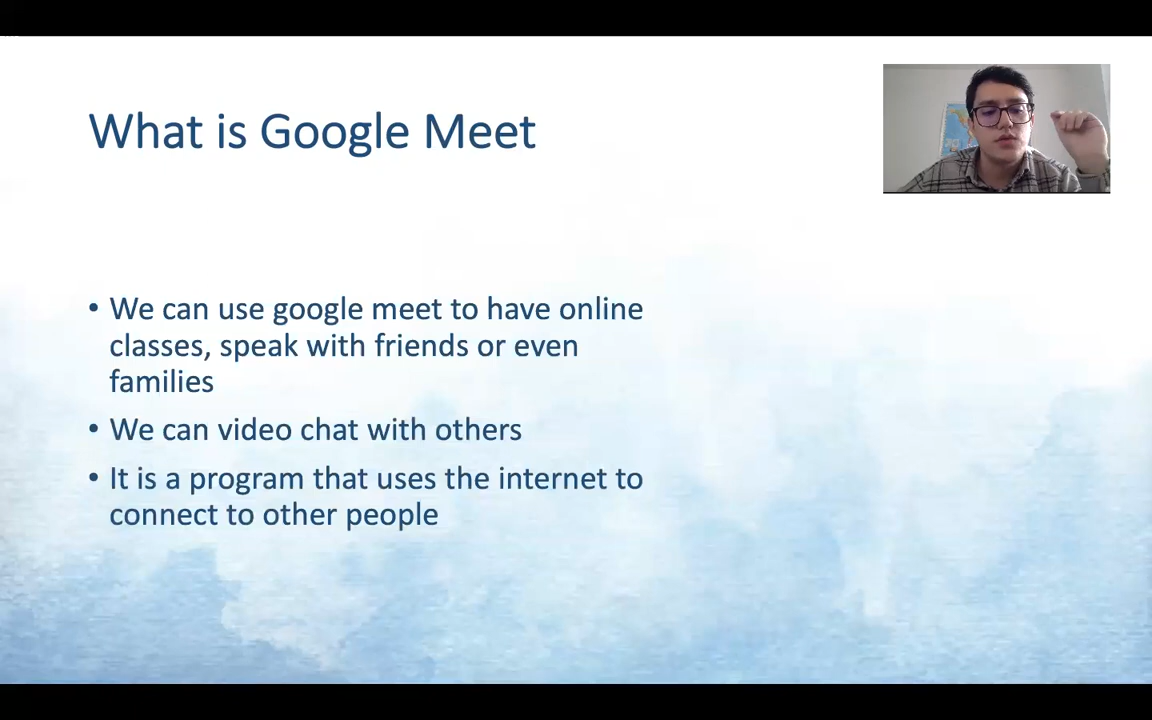 What is Google Meet
• We can use google meet to have online
classes, speak with friends or even
families
• We can video chat with others
• It is a program that uses the internet to
connect to other people